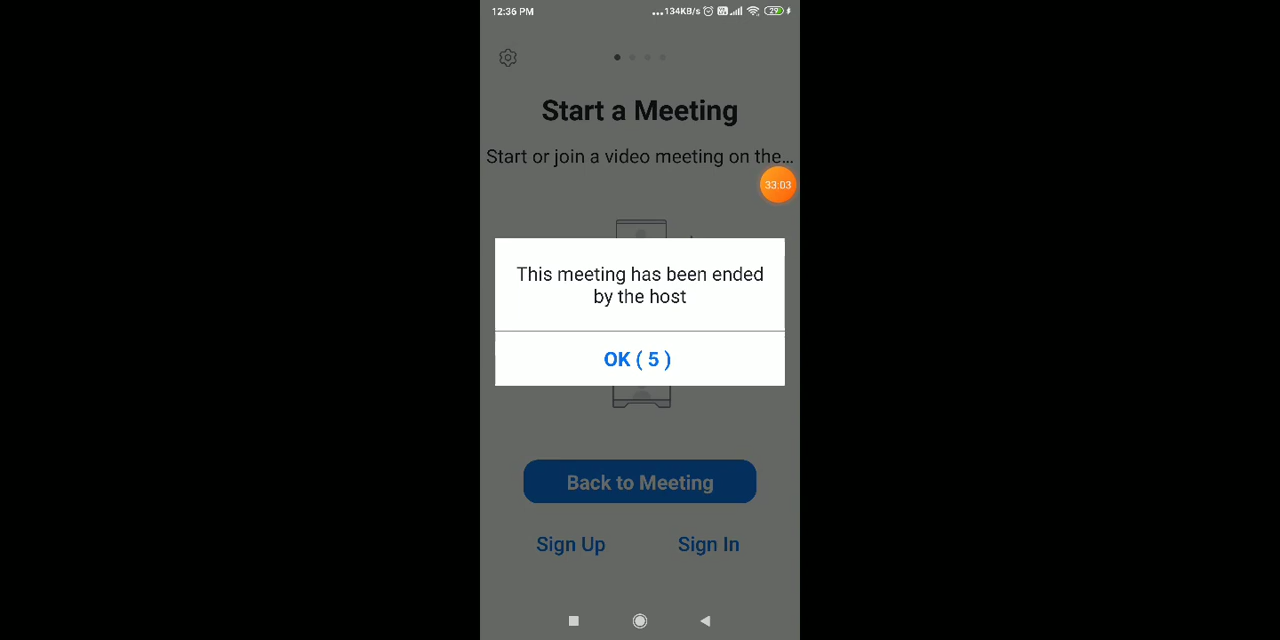 12:36 PM
...134KB/s 29
Start a Meeting
Start or join a video meeting on the...
33:03
This meeting has been ended
by the host
OK ( 5 )
Back to Meeting
Sign Up
Sign In